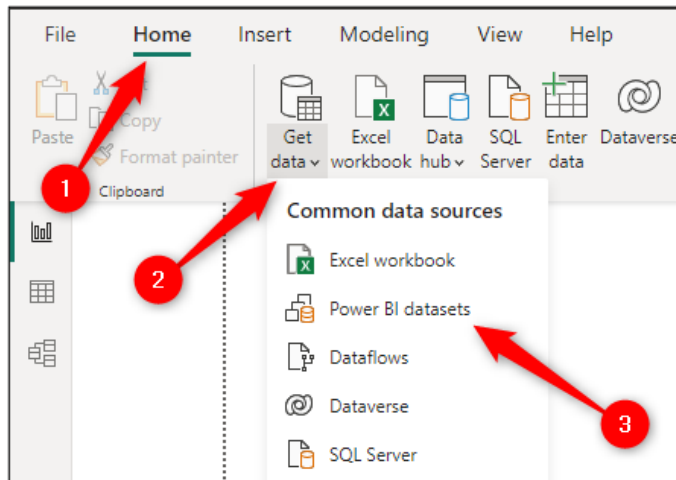 File Home Insert Modeling View Help
Paste
Copy
Format painter
Clipboard
Get data
Excel workbook
Data hub
SQL Server
Enter data
Dataverse
1
2
3
Common data sources
Excel workbook
Power BI datasets
Dataflows
Dataverse
SQL Server